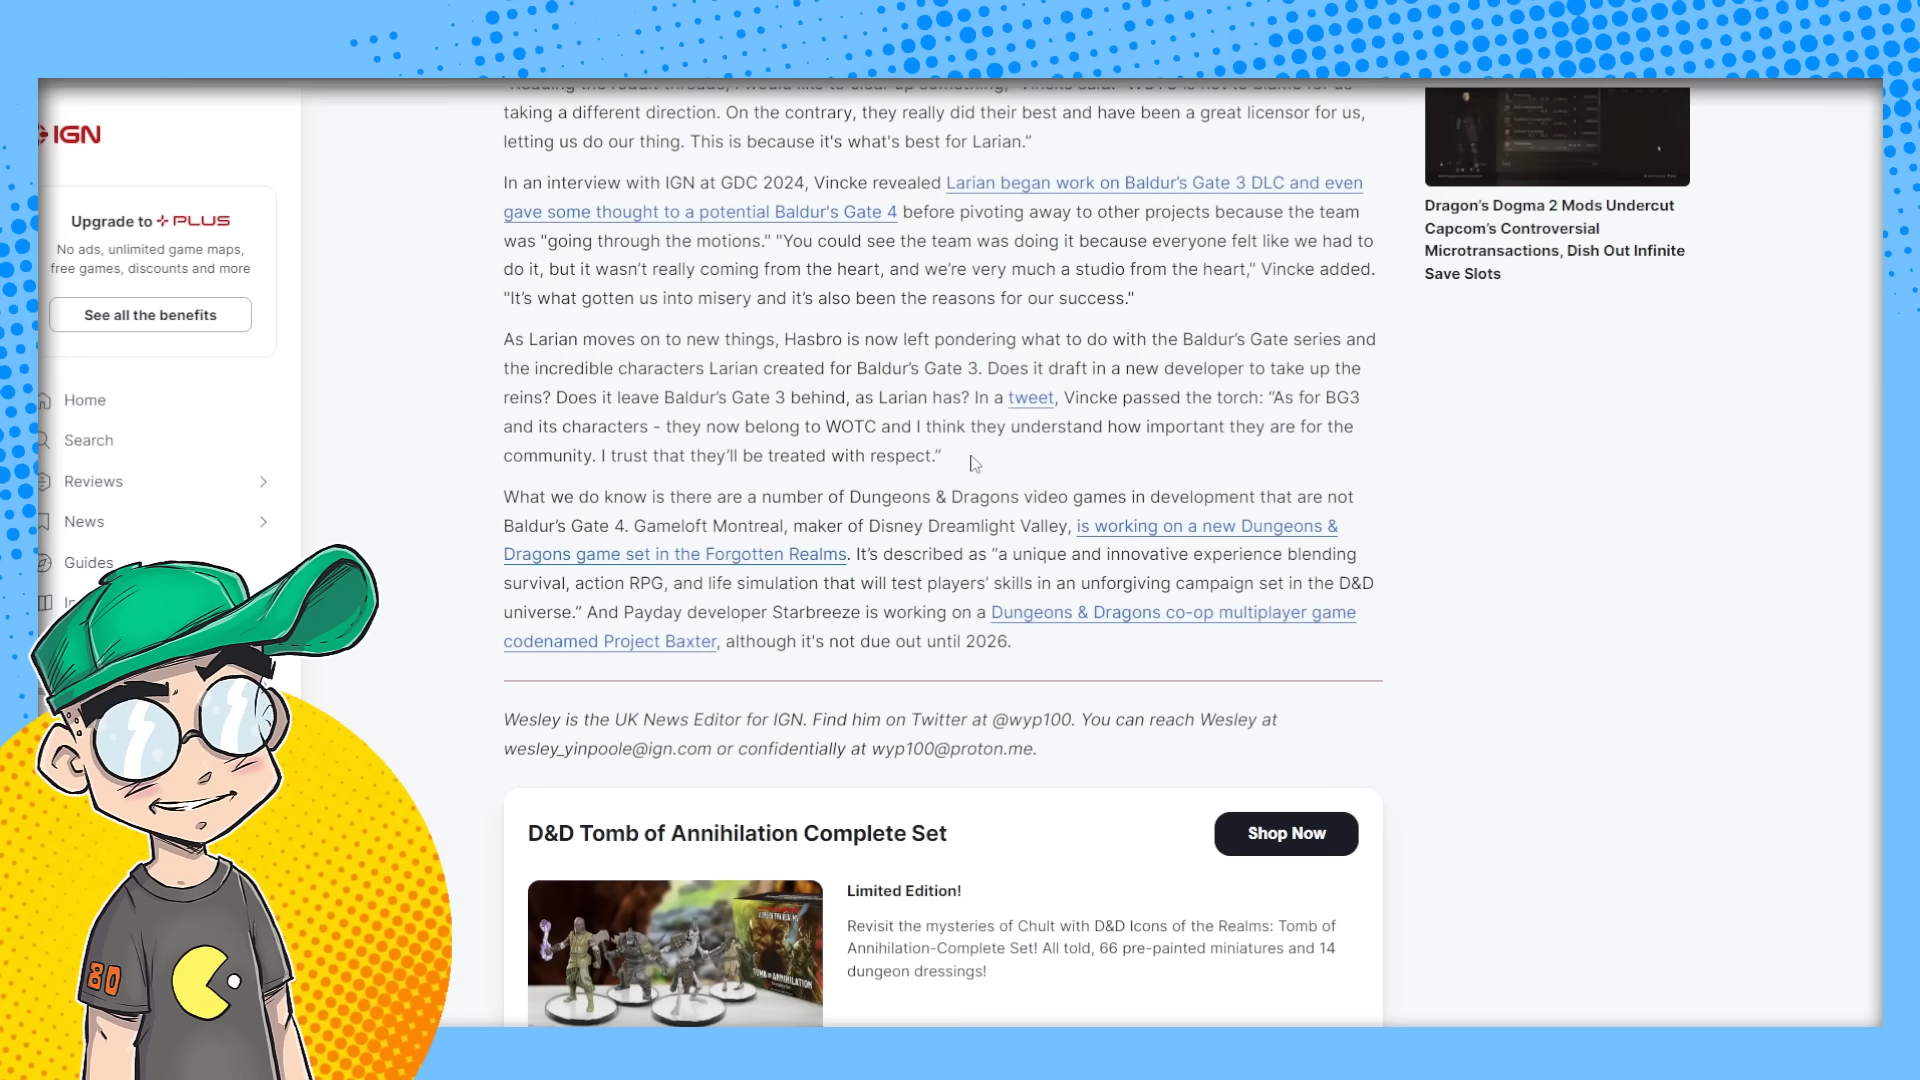 IGN
Upgrade to PLUS
No ads, unlimited game maps,
free games, discounts and more
See all the benefits
Home
Search
Reviews
News
Guides
taking a different direction. On the contrary, they really did their best and have been a great licensor for us,
letting us do our thing. This is because it's what's best for Larian.”
In an interview with IGN at GDC 2024, Vincke revealed Larian began work on Baldur’s Gate 3 DLC and even
gave some thought to a potential Baldur's Gate 4 before pivoting away to other projects because the team
was "going through the motions." "You could see the team was doing it because everyone felt like we had to
do it, but it wasn’t really coming from the heart, and we’re very much a studio from the heart," Vincke added.
"It’s what gotten us into misery and it’s also been the reasons for our success."
As Larian moves on to new things, Hasbro is now left pondering what to do with the Baldur’s Gate series and
the incredible characters Larian created for Baldur’s Gate 3. Does it draft in a new developer to take up the
reins? Does it leave Baldur’s Gate 3 behind, as Larian has? In a tweet, Vincke passed the torch: “As for BG3
and its characters - they now belong to WOTC and I think they understand how important they are for the
community. I trust that they’ll be treated with respect.”
What we do know is there are a number of Dungeons & Dragons video games in development that are not
Baldur’s Gate 4. Gameloft Montreal, maker of Disney Dreamlight Valley, is working on a new Dungeons &
Dragons game set in the Forgotten Realms. It’s described as “a unique and innovative experience blending
survival, action RPG, and life simulation that will test players’ skills in an unforgiving campaign set in the D&D
universe.” And Payday developer Starbreeze is working on a Dungeons & Dragons co-op multiplayer game
codenamed Project Baxter, although it's not due out until 2026.
Wesley is the UK News Editor for IGN. Find him on Twitter at @wyp100. You can reach Wesley at
wesley_yinpoole@ign.com or confidentially at wyp100@proton.me.
D&D Tomb of Annihilation Complete Set
Shop Now
Limited Edition!
Revisit the mysteries of Chult with D&D Icons of the Realms: Tomb of
Annihilation-Complete Set! All told, 66 pre-painted miniatures and 14
dungeon dressings!
TOMB OF ANNIHILATION
Dragon’s Dogma 2 Mods Undercut
Capcom’s Controversial
Microtransactions, Dish Out Infinite
Save Slots
80